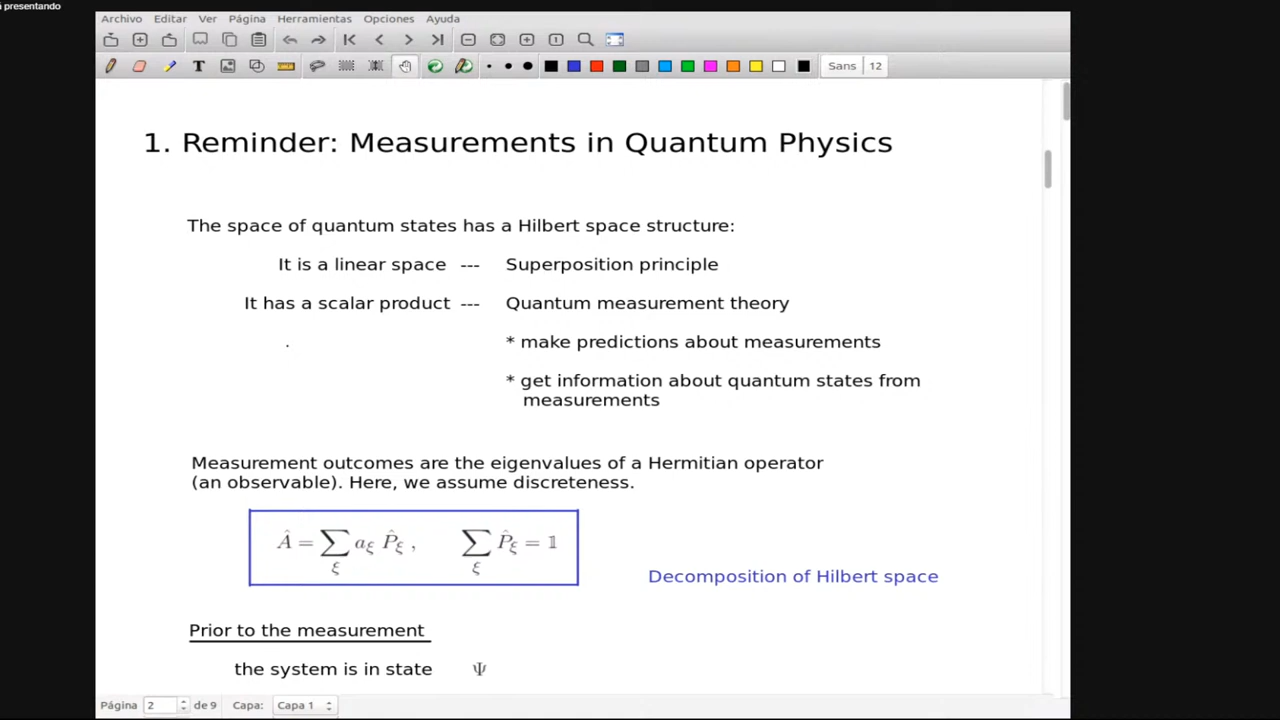 presentando
Archivo Editar Ver Página Herramientas Opciones Ayuda
T
Sans 12
1. Reminder: Measurements in Quantum Physics
The space of quantum states has a Hilbert space structure:
It is a linear space --- Superposition principle
It has a scalar product --- Quantum measurement theory
* make predictions about measurements
* get information about quantum states from
measurements
Measurement outcomes are the eigenvalues of a Hermitian operator
(an observable). Here, we assume discreteness.
Â = ∑_ξ a_ξ P̂_ξ , ∑_ξ P̂_ξ = 𝟙
Decomposition of Hilbert space
Prior to the measurement
the system is in state Ψ
Página 2 de 9 Capa: Capa 1